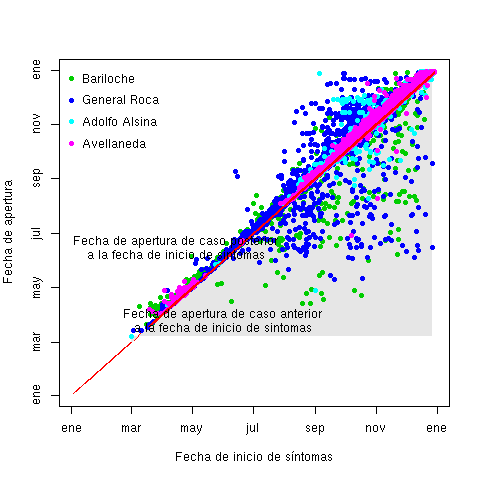 Bariloche
General Roca
Adolfo Alsina
Avellaneda
Fecha de apertura de caso posterior
a la fecha de inicio de síntomas
Fecha de apertura de caso anterior
a la fecha de inicio de síntomas
Fecha de apertura
ene
nov
sep
jul
may
mar
ene
ene
mar
may
jul
sep
nov
ene
Fecha de inicio de síntomas